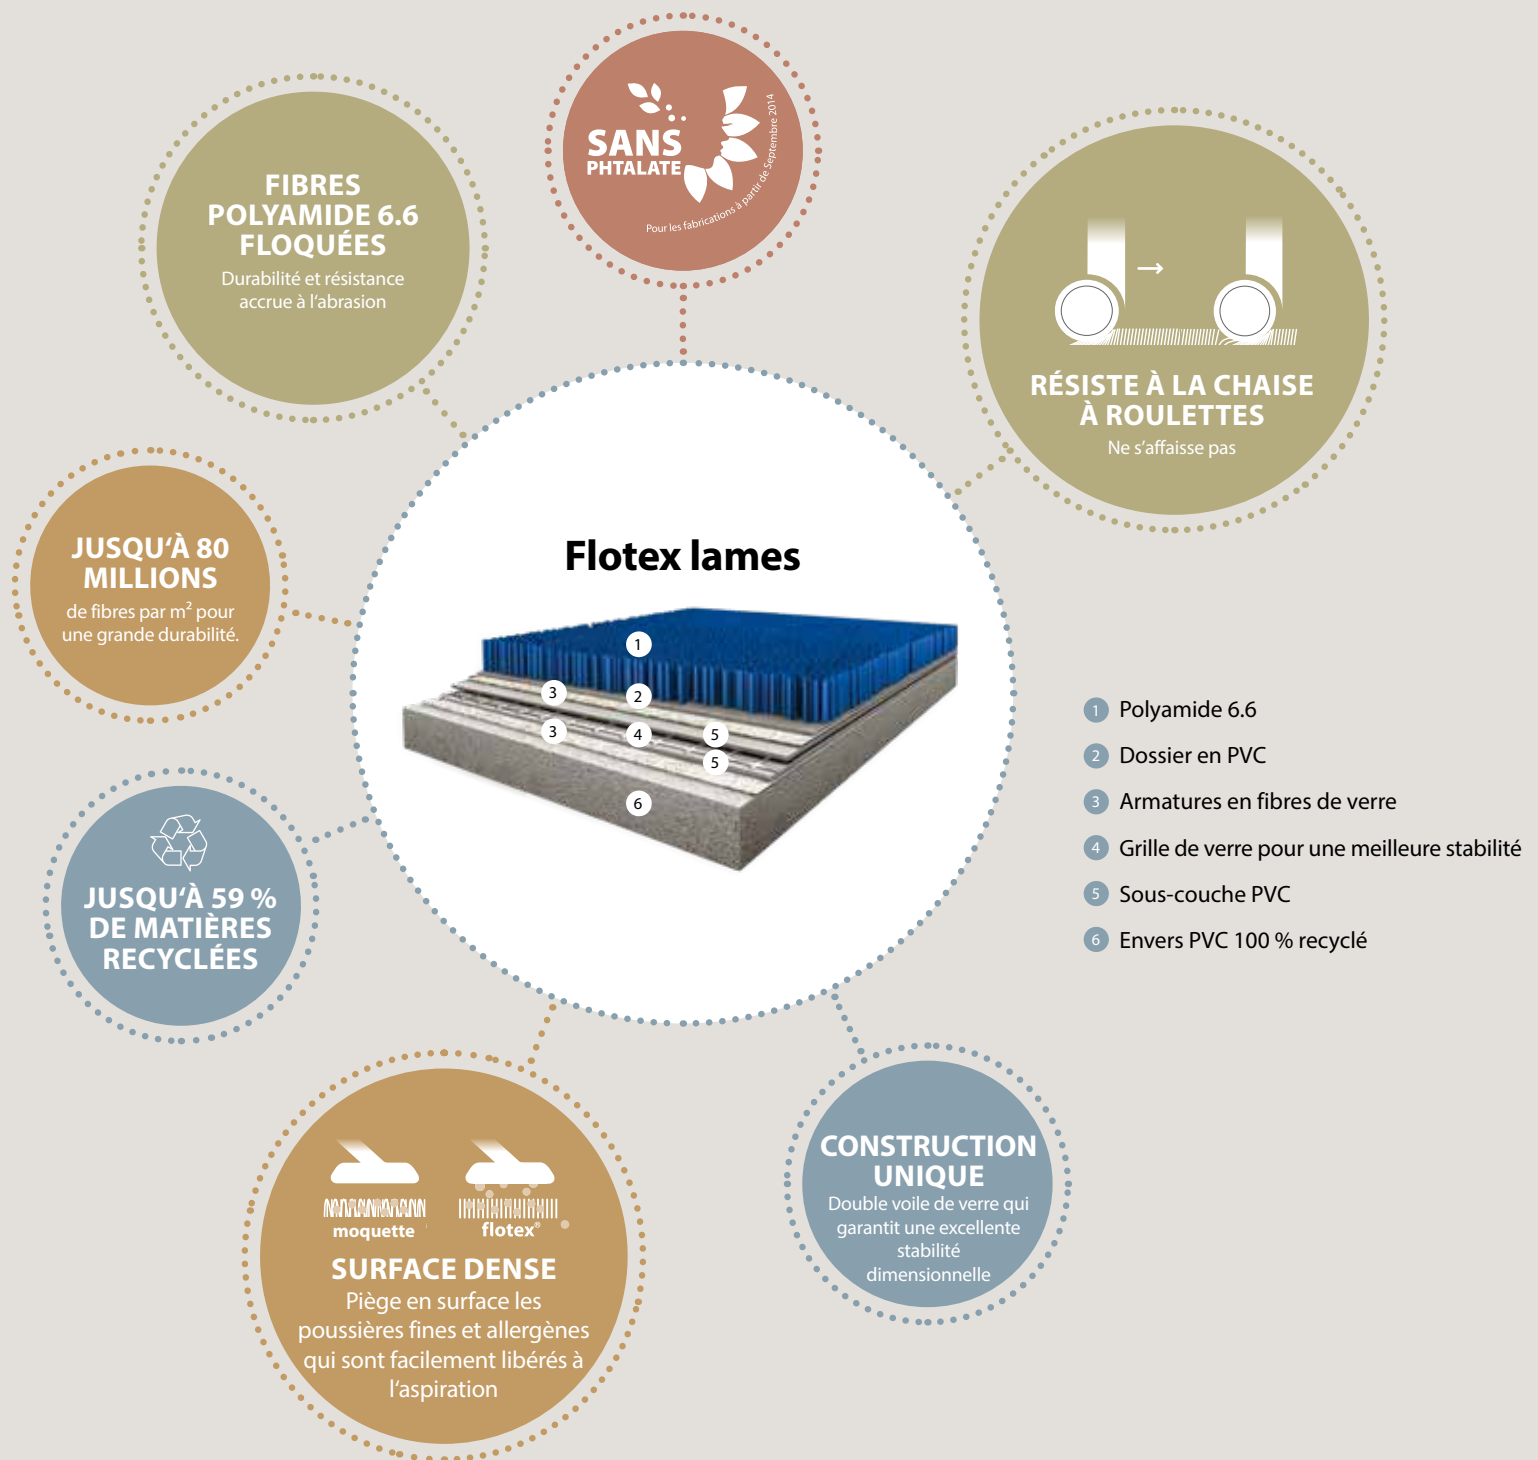 SANS
PHTALATE
Pour les fabrications à partir de Septembre 2014
FIBRES
POLYAMIDE 6.6
FLOQUÉES
Durabilité et résistance
accrue à l‘abrasion
RÉSISTE À LA CHAISE
À ROULETTES
Ne s’affaisse pas
JUSQU‘À 80
MILLIONS
de fibres par m² pour
une grande durabilité.
Flotex lames
1
3
2
3
4
5
5
6
1 Polyamide 6.6
2 Dossier en PVC
3 Armatures en fibres de verre
4 Grille de verre pour une meilleure stabilité
5 Sous-couche PVC
6 Envers PVC 100 % recyclé
JUSQU‘À 59 %
DE MATIÈRES
RECYCLÉES
moquette
flotex®
SURFACE DENSE
Piège en surface les
poussières fines et allergènes
qui sont facilement libérés à
l‘aspiration
CONSTRUCTION
UNIQUE
Double voile de verre qui
garantit une excellente
stabilité
dimensionnelle